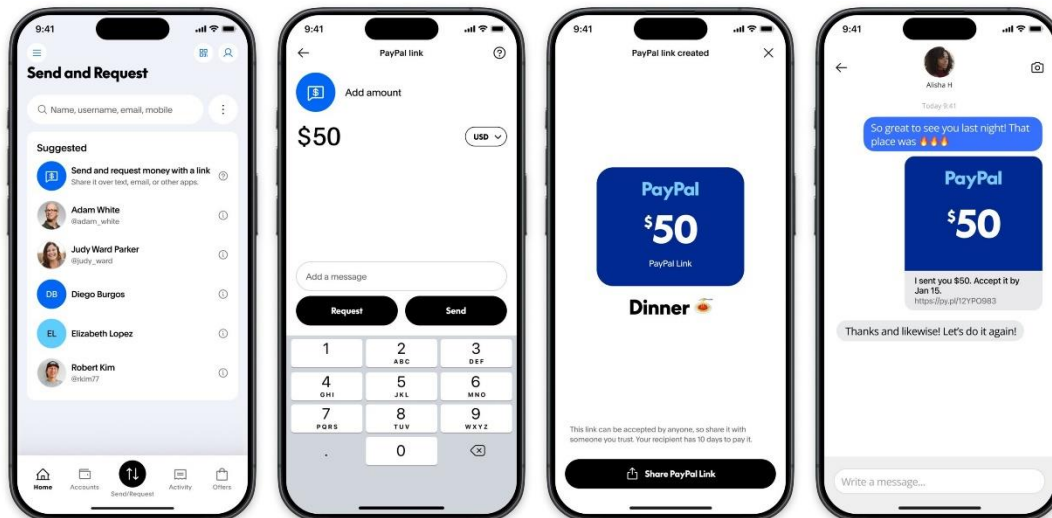 9:41
Send and Request
Name, username, email, mobile
Suggested
Send and request money with a link
Share it over text, email, or other apps.
Adam White
@adam_white
Judy Ward Parker
@judy_ward
DB
Diego Burgos
EL
Elizabeth Lopez
Robert Kim
@rkim77
Home
Accounts
Send/Request
Activity
Offers
9:41
PayPal link
Add amount
$50
USD
Add a message
Request
Send
1
2
ABC
3
DEF
4
GHI
5
JKL
6
MNO
7
PQRS
8
TUV
9
WXYZ
.
0
9:41
PayPal link created
PayPal
$50
PayPal Link
Dinner 🍝
This link can be accepted by anyone, so share it with
someone you trust. Your recipient has 10 days to pay it.
Share PayPal Link
9:41
Alisha H
Today 9:41
So great to see you last night! That
place was 🔥🔥🔥
PayPal
$50
I sent you $50. Accept it by
Jan 15.
https://py.pl/12YPO983
Thanks and likewise! Let's do it again!
Write a message...